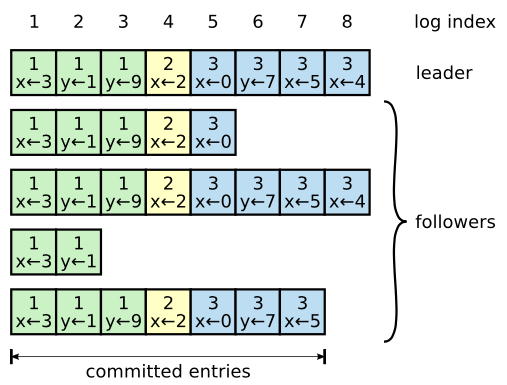 1 2 3 4 5 6 7 8 log index
1 1 1 2 3 3 3 3
x←3 y←1 y←9 x←2 x←0 y←7 x←5 x←4
leader
1 1 1 2 3
x←3 y←1 y←9 x←2 x←0
1 1 1 2 3 3 3 3
x←3 y←1 y←9 x←2 x←0 y←7 x←5 x←4
followers
1 1
x←3 y←1
1 1 1 2 3 3 3
x←3 y←1 y←9 x←2 x←0 y←7 x←5
committed entries